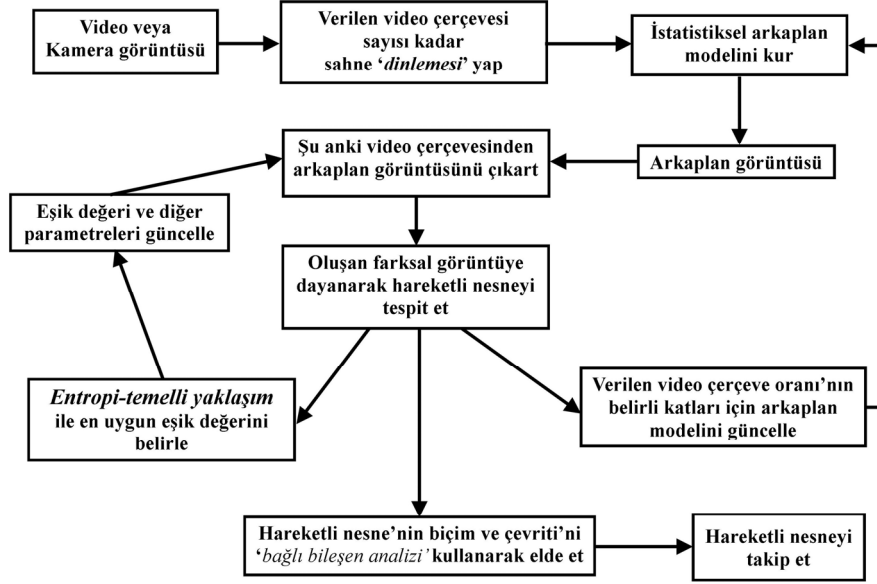 Video veya
Kamera görüntüsü
Verilen video çerçevesi
sayısı kadar
sahne ‘dinlemesi’ yap
İstatistiksel arkaplan
modelini kur
Şu anki video çerçevesinden
arkaplan görüntüsünü çıkart
Arkaplan görüntüsü
Eşik değeri ve diğer
parametreleri güncelle
Oluşan farksal görüntüye
dayanarak hareketli nesneyi
tespit et
Entropi-temelli yaklaşım
ile en uygun eşik değerini
belirle
Verilen video çerçeve oranı’nın
belirli katları için arkaplan
modelini güncelle
Hareketli nesne’nin biçim ve çevriti’ni
‘bağlı bileşen analizi’ kullanarak elde et
Hareketli nesneyi
takip et